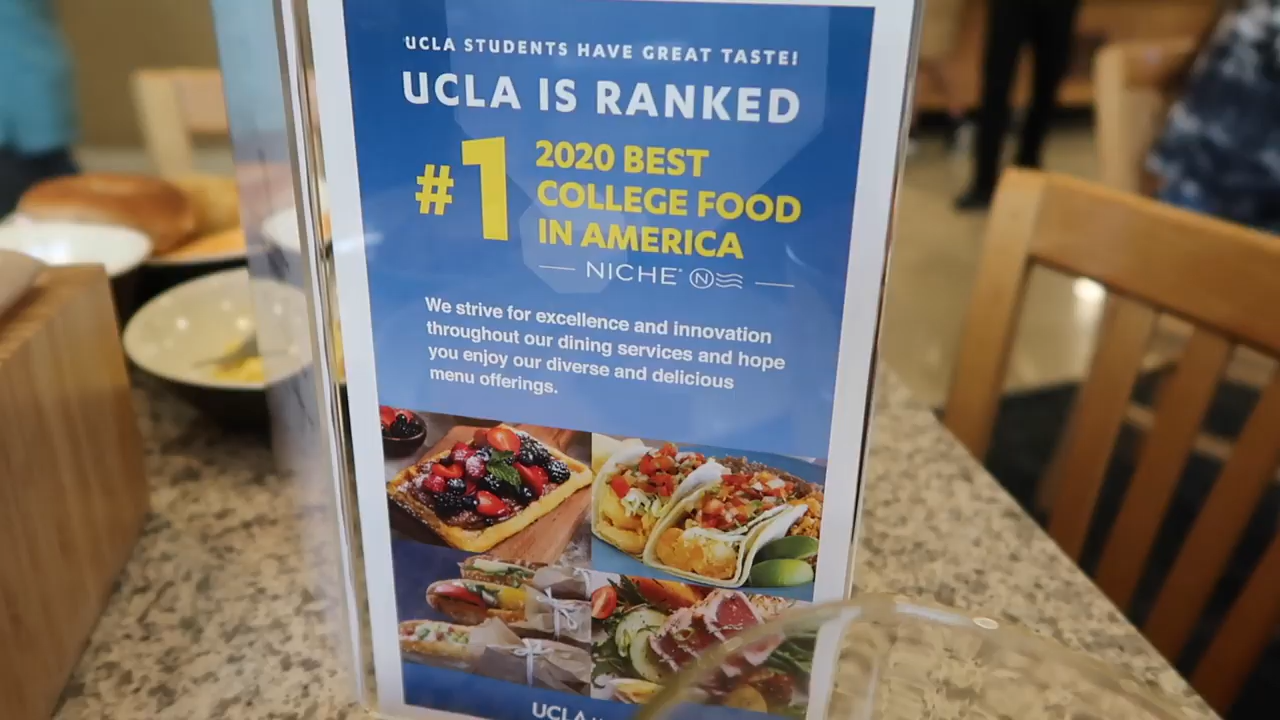 UCLA STUDENTS HAVE GREAT TASTE!
UCLA IS RANKED
#1
2020 BEST
COLLEGE FOOD
IN AMERICA
NICHE N
We strive for excellence and innovation
throughout our dining services and hope
you enjoy our diverse and delicious
menu offerings.
UCLA